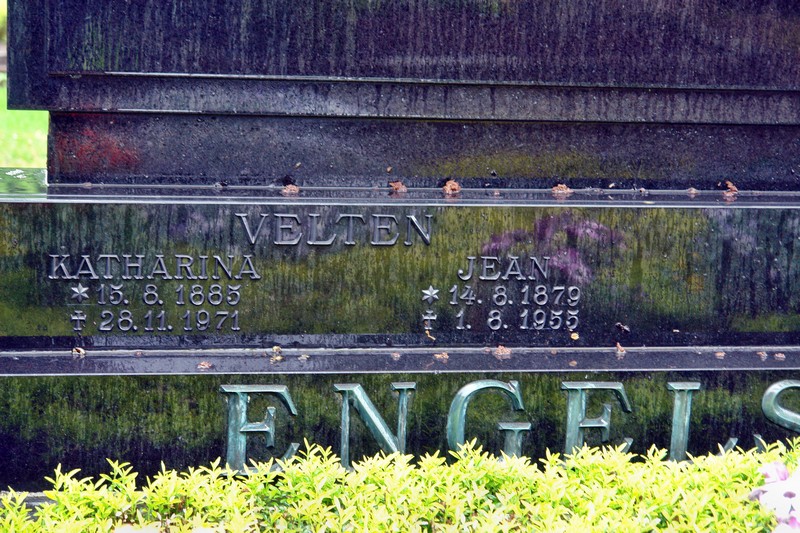 VELTEN
KATHARINA JEAN
* 15. 8. 1885 * 14. 8. 1879
✝ 28. 11. 1971 ✝ 1. 8. 1955
ENGELS